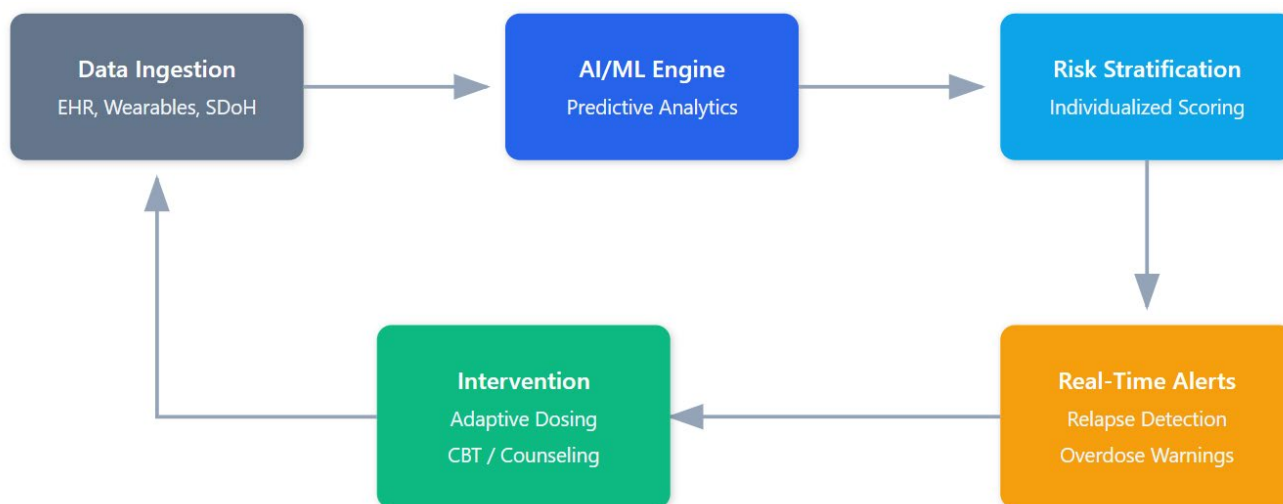 Data Ingestion
EHR, Wearables, SDoH
AI/ML Engine
Predictive Analytics
Risk Stratification
Individualized Scoring
Intervention
Adaptive Dosing
CBT / Counseling
Real-Time Alerts
Relapse Detection
Overdose Warnings